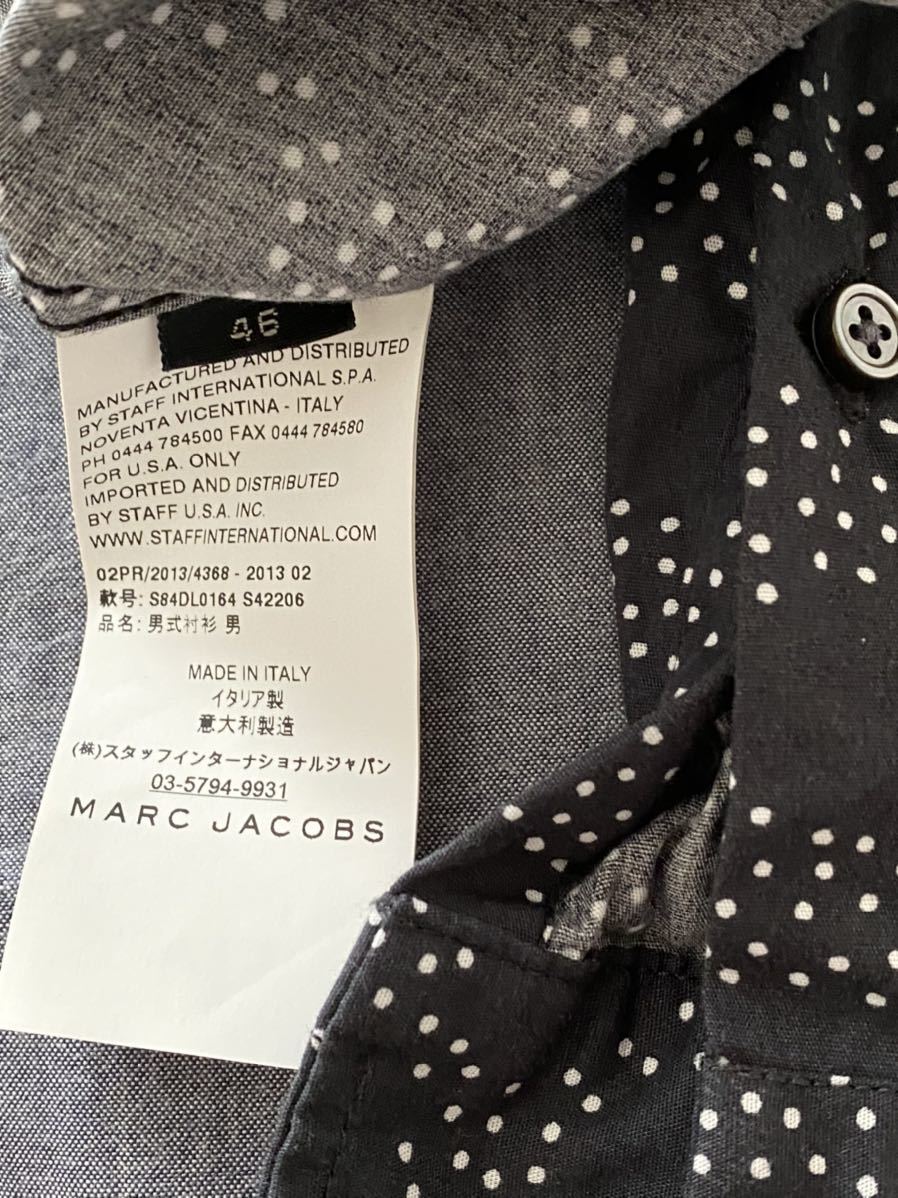 46
MANUFACTURED AND DISTRIBUTED
BY STAFF INTERNATIONAL S.P.A.
NOVENTA VICENTINA - ITALY
PH 0444 784500 FAX 0444 784580
FOR U.S.A. ONLY
IMPORTED AND DISTRIBUTED
BY STAFF U.S.A. INC.
WWW.STAFFINTERNATIONAL.COM
02PR/2013/4368 - 2013 02
款号: S84DL0164 S42206
品名: 男式衬衫 男
MADE IN ITALY
イタリア製
意大利製造
(株)スタッフインターナショナルジャパン
03-5794-9931
MARC JACOBS